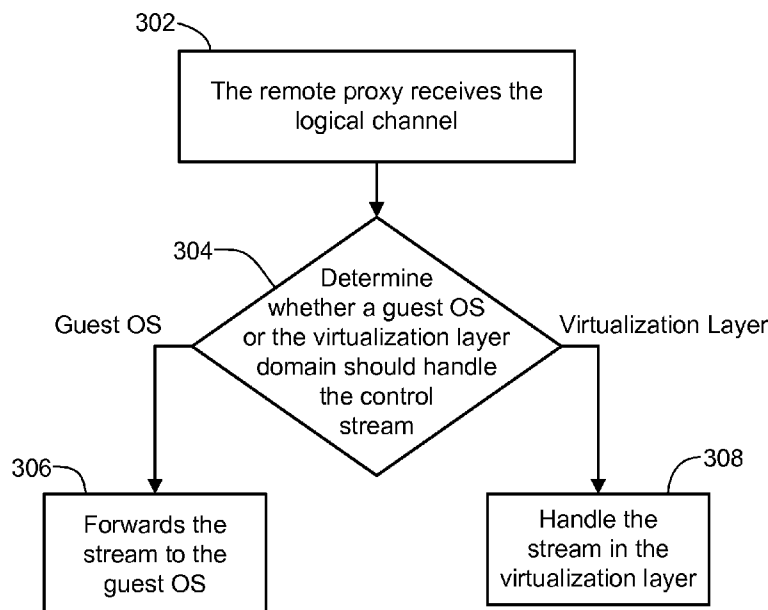 302
The remote proxy receives the
logical channel
304
Determine
whether a guest OS
or the virtualization layer
domain should handle
the control
stream
Guest OS
Virtualization Layer
306
Forwards the
stream to the
guest OS
308
Handle the
stream in the
virtualization layer